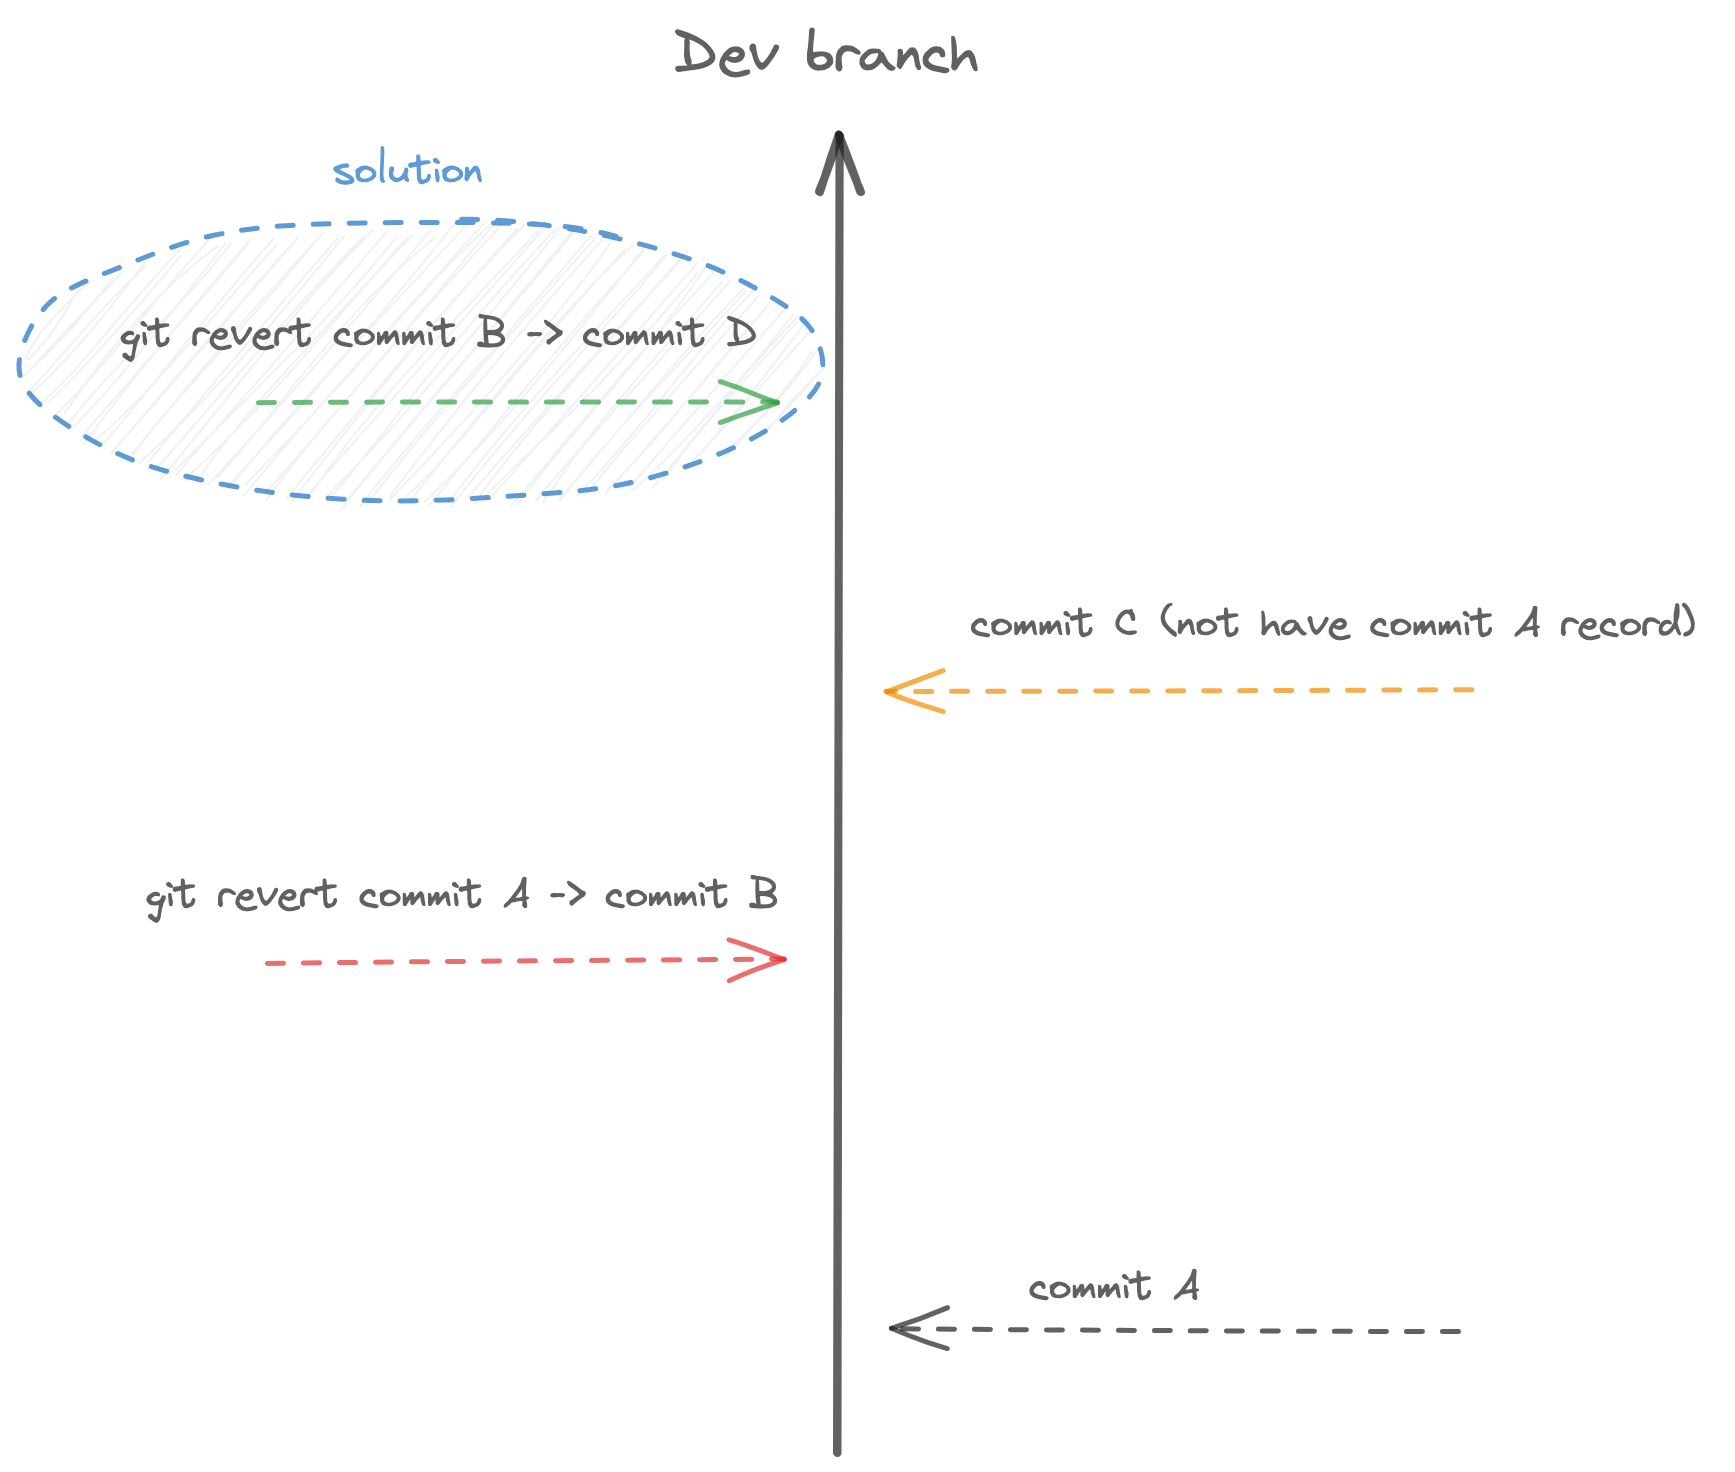 Dev branch
solution
git revert commit B -> commit D
commit C (not have commit A record)
git revert commit A -> commit B
commit A